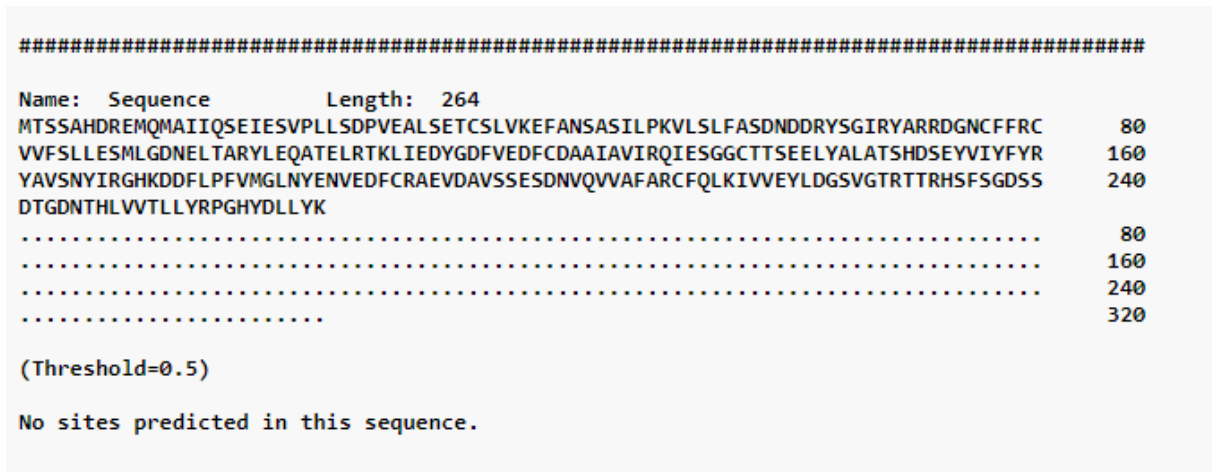 ########################################################################################
Name:  Sequence         Length:  264
MTSSAHDREMQMAIIQSEIESVPLLSDPVEALSETCSLVKEFANSASILPKVLSLFASDNDDRYSGIRYARRDGNCFFRC      80
VVFSLLESMLGDNELTARYLEQATELRTKLIEDYGDFVEDFCDAAIAVIRQIESGGCTTSEELYALATSHDSEYVIYFYR     160
YAVSNYIRGHKDDFLPFVMGLNYENVEDFCRAEVDAVSSESDNVQVVAFARCFQLKIVVEYLDGSVGTRTTRHSFSGDSS     240
DTGDNTHLVVTLLYRPGHYDLLYK
................................................................................      80
................................................................................     160
................................................................................     240
........................                                                             320
(Threshold=0.5)
No sites predicted in this sequence.